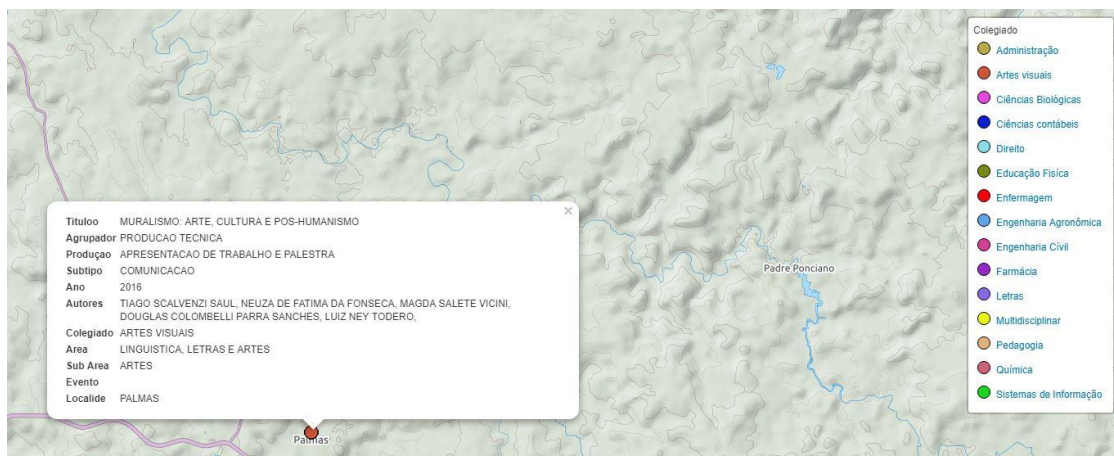 Colegiado
Administração
Artes visuais
Ciências Biológicas
Ciências contábeis
Direito
Educação Fisíca
Enfermagem
Engenharia Agronômica
Engenharia Cívil
Farmácia
Letras
Multidisciplinar
Pedagogia
Química
Sistemas de Informação
×
Tituloo MURALISMO: ARTE, CULTURA E POS-HUMANISMO
Agrupador PRODUCAO TECNICA
Produçao APRESENTACAO DE TRABALHO E PALESTRA
Subtipo COMUNICACAO
Ano 2016
Autores TIAGO SCALVENZI SAUL, NEUZA DE FATIMA DA FONSECA, MAGDA SALETE VICINI,
DOUGLAS COLOMBELLI PARRA SANCHES, LUIZ NEY TODERO,
Colegiado ARTES VISUAIS
Area LINGUISTICA, LETRAS E ARTES
Sub Area ARTES
Evento
Localide PALMAS
Padre Ponciano
Palmas